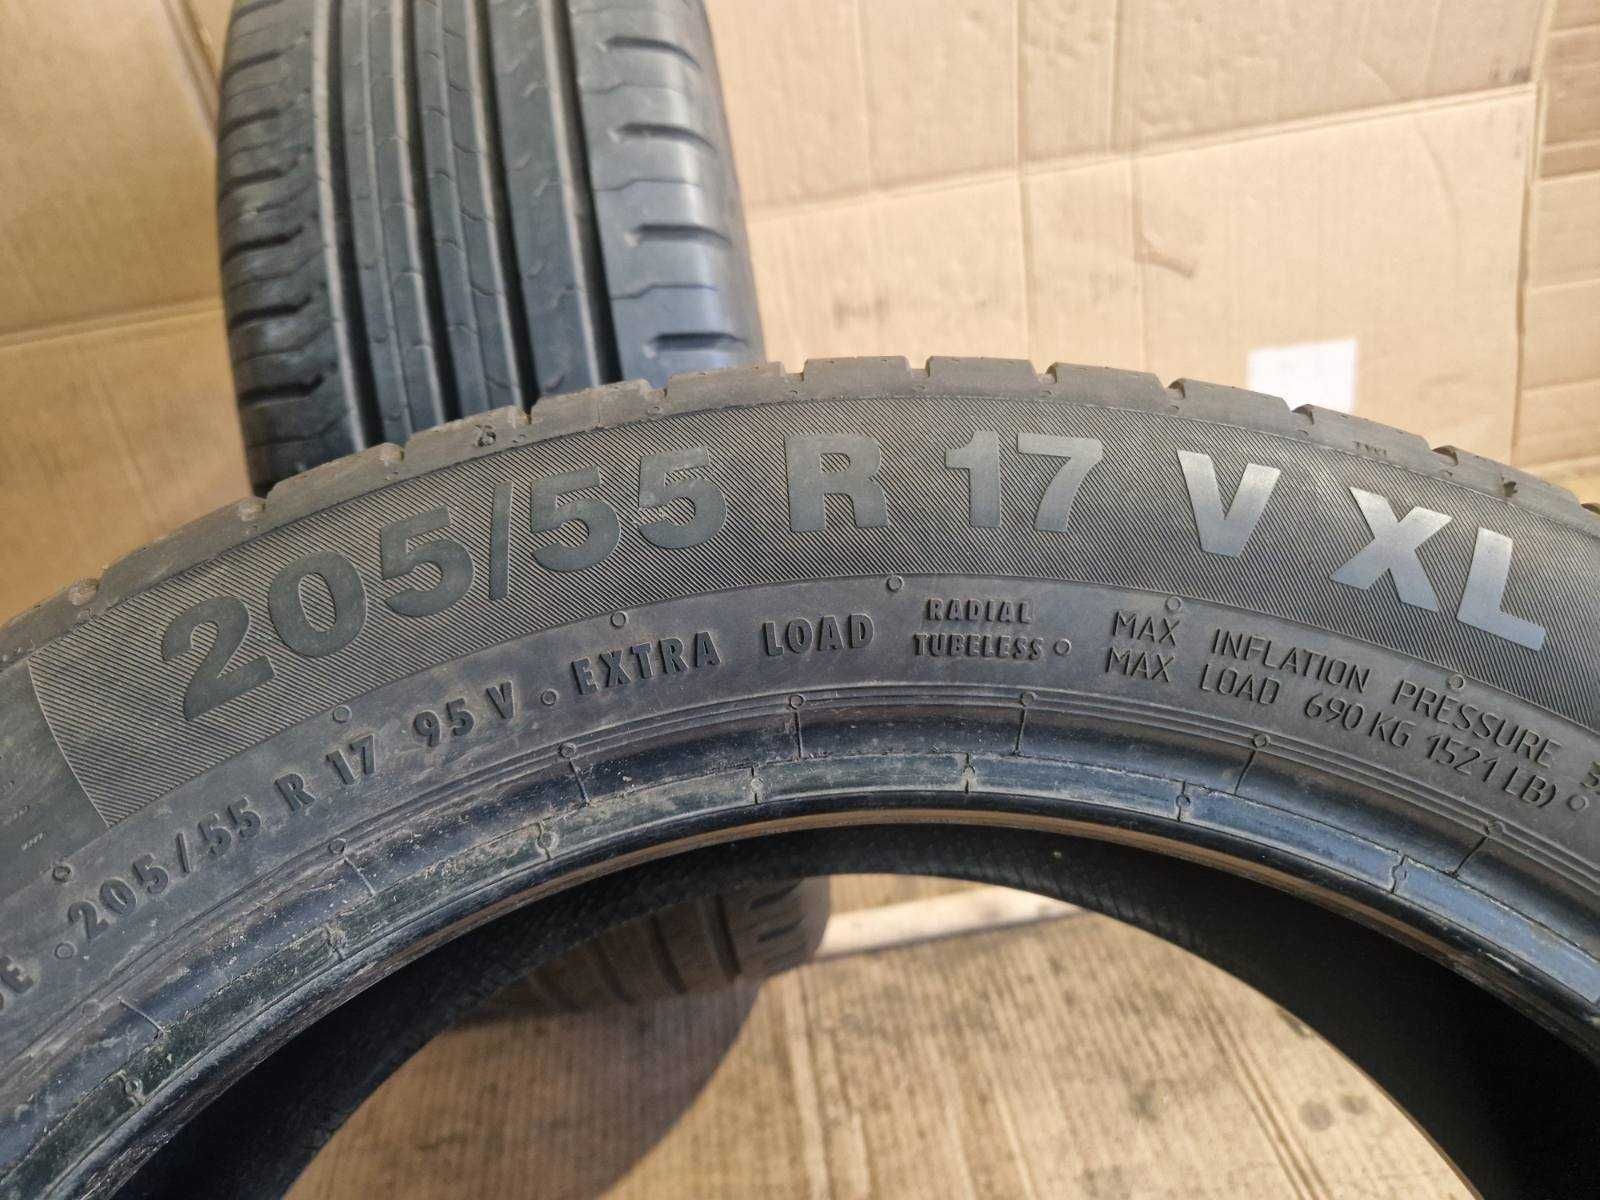 205/55 R 17 V XL
205/55 R 17 95 V
EXTRA LOAD
RADIAL
TUBELESS
MAX INFLATION PRESSURE
MAX LOAD 690 KG 1521 LB)